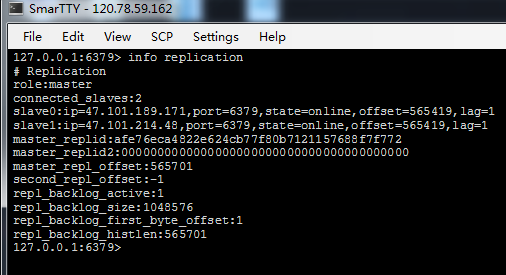 SmarTTY - 120.78.59.162
File Edit View SCP Settings Help
127.0.0.1:6379> info replication
# Replication
role:master
connected_slaves:2
slave0:ip=47.101.189.171,port=6379,state=online,offset=565419,lag=1
slave1:ip=47.101.214.48,port=6379,state=online,offset=565419,lag=1
master_replid:afe76eca4822e624cb77f80b7121157688f7f772
master_replid2:0000000000000000000000000000000000000000
master_repl_offset:565701
second_repl_offset:-1
repl_backlog_active:1
repl_backlog_size:1048576
repl_backlog_first_byte_offset:1
repl_backlog_histlen:565701
127.0.0.1:6379>